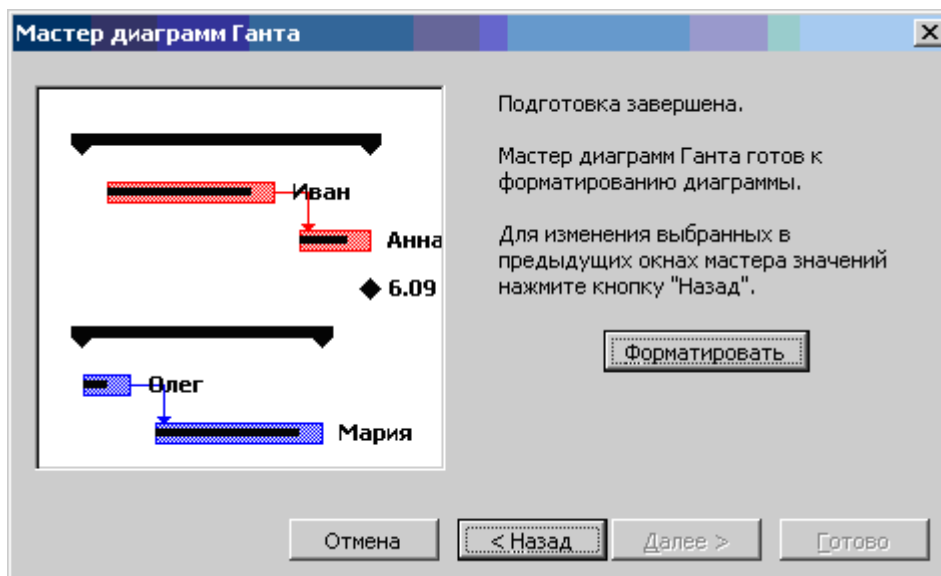 Мастер диаграмм Ганта
Иван
Анна
6.09
Олег
Мария
Подготовка завершена.
Мастер диаграмм Ганта готов к
форматированию диаграммы.
Для изменения выбранных в
предыдущих окнах мастера значений
нажмите кнопку "Назад".
Форматировать
Отмена
< Назад
Далее >
Готово